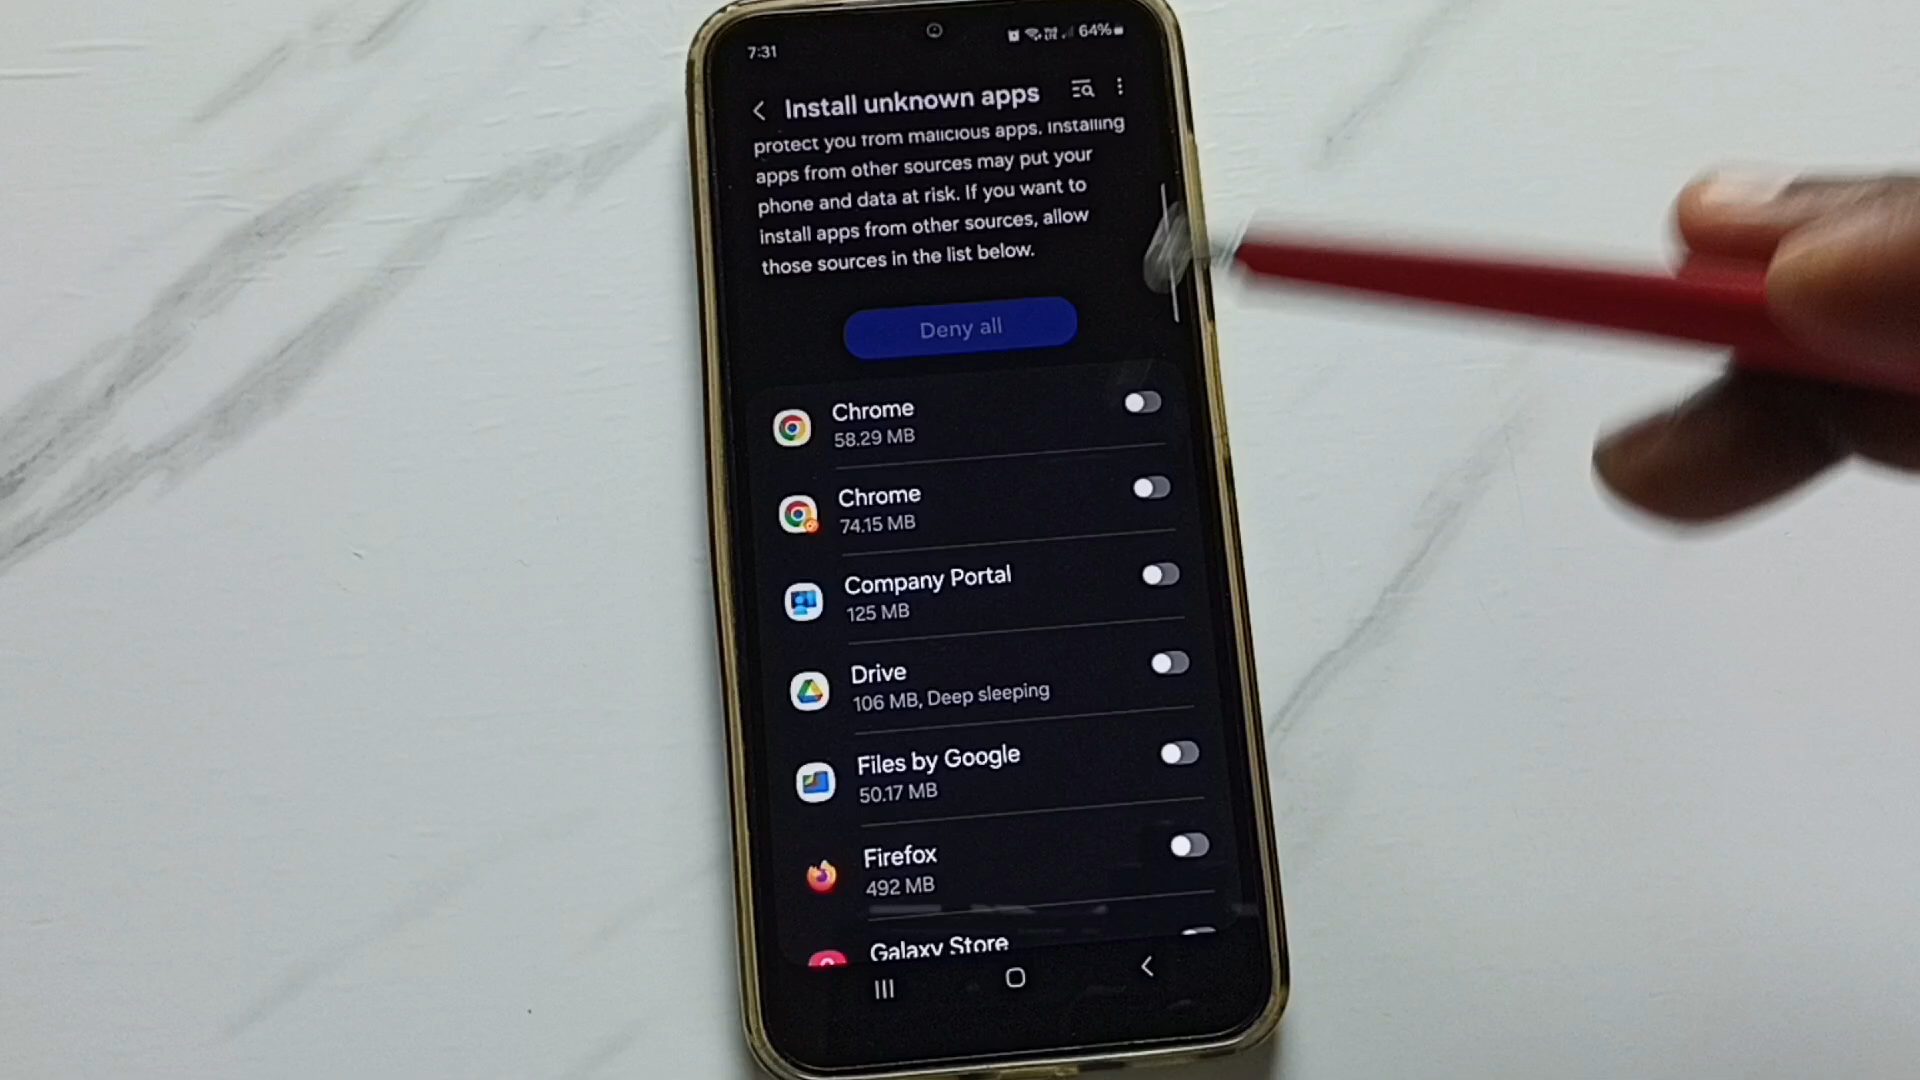 7:31
64%
Install unknown apps
protect you from malicious apps. Installing
apps from other sources may put your
phone and data at risk. If you want to
install apps from other sources, allow
those sources in the list below.
Deny all
Chrome
58.29 MB
Chrome
74.15 MB
Company Portal
125 MB
Drive
106 MB, Deep sleeping
Files by Google
50.17 MB
Firefox
492 MB
Galaxy Store